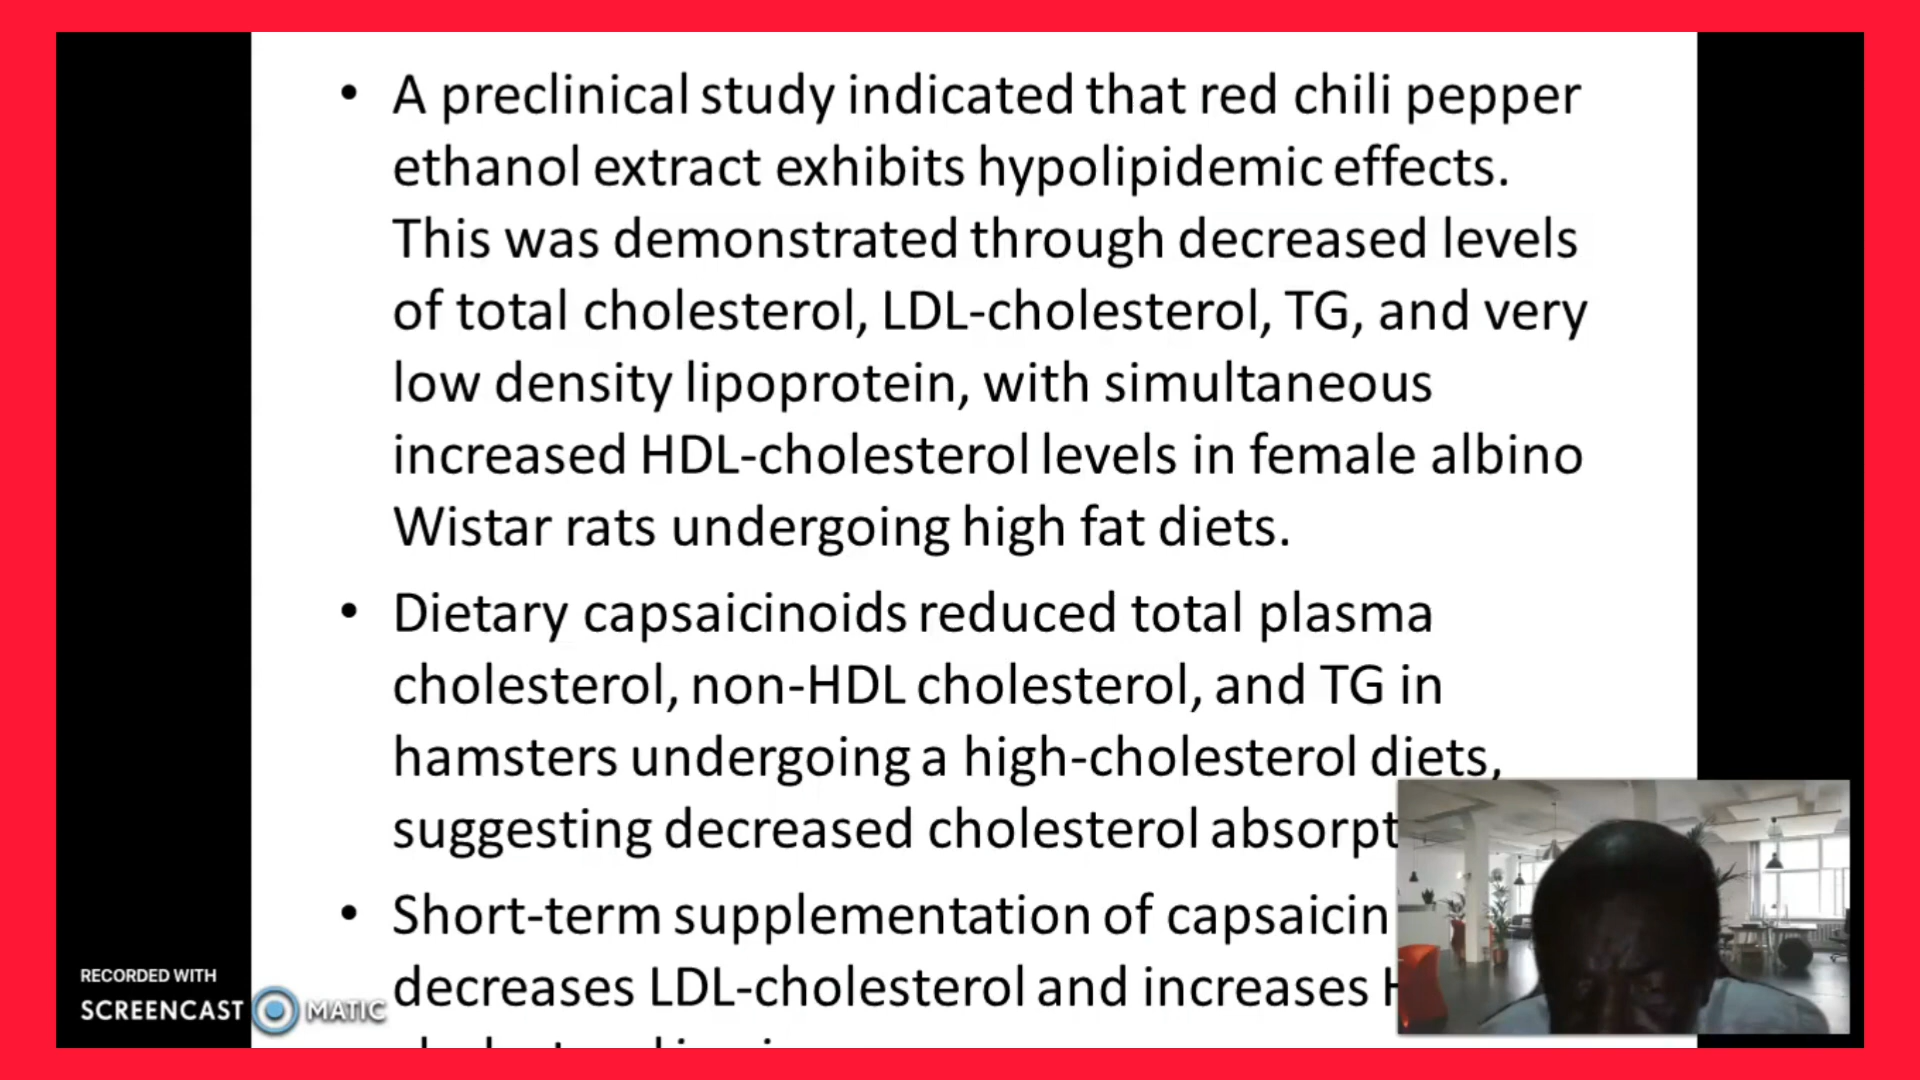 • A preclinical study indicated that red chili pepper
ethanol extract exhibits hypolipidemic effects.
This was demonstrated through decreased levels
of total cholesterol, LDL-cholesterol, TG, and very
low density lipoprotein, with simultaneous
increased HDL-cholesterol levels in female albino
Wistar rats undergoing high fat diets.
• Dietary capsaicinoids reduced total plasma
cholesterol, non-HDL cholesterol, and TG in
hamsters undergoing a high-cholesterol diets,
suggesting decreased cholesterol
• Short-term supplementation of capsaicin
decreases LDL-cholesterol and increases
RECORDED WITH
SCREENCAST MATIC